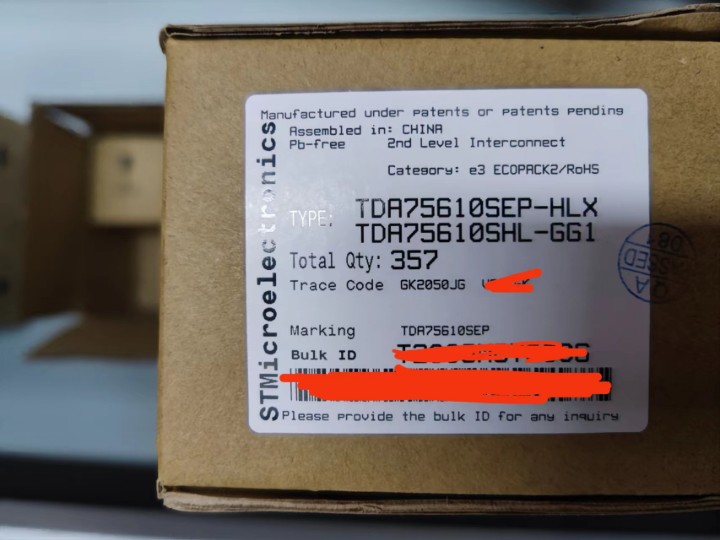 Manufactured under patents or patents pending
Assembled in: CHINA
Pb-free 2nd Level Interconnect
Category: e3 ECOPACK2/RoHS
STMicroelectronics
TYPE: TDA75610SEP-HLX
TDA75610SHL-GG1
Total Qty: 357
Trace Code GK2050JG
Marking TDA75610SEP
Bulk ID
Please provide the bulk ID for any inquiry